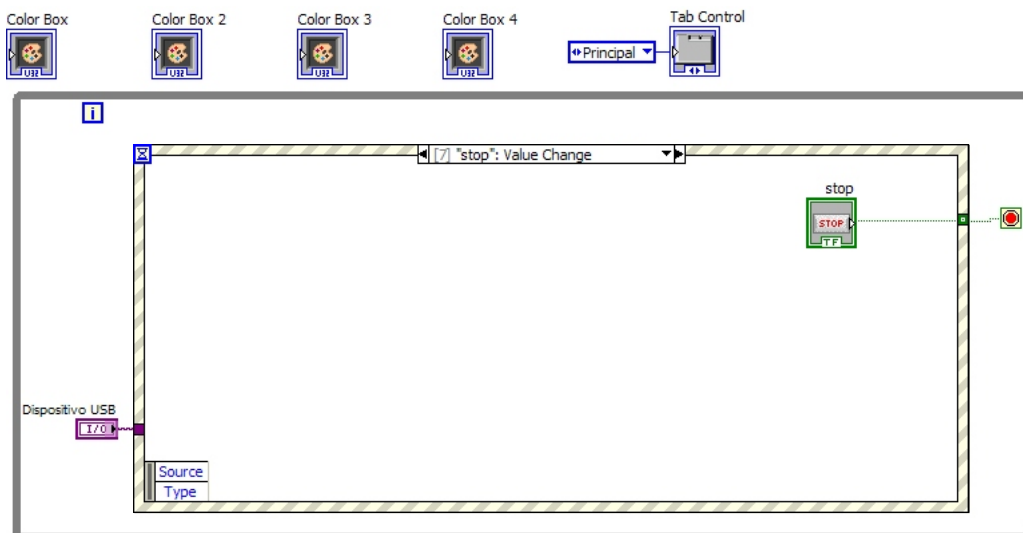 Color Box
Color Box 2
Color Box 3
Color Box 4
Tab Control
U32
U32
U32
U32
Principal
i
[7] "stop": Value Change
stop
STOP
TF
Dispositivo USB
I/O
Source
Type